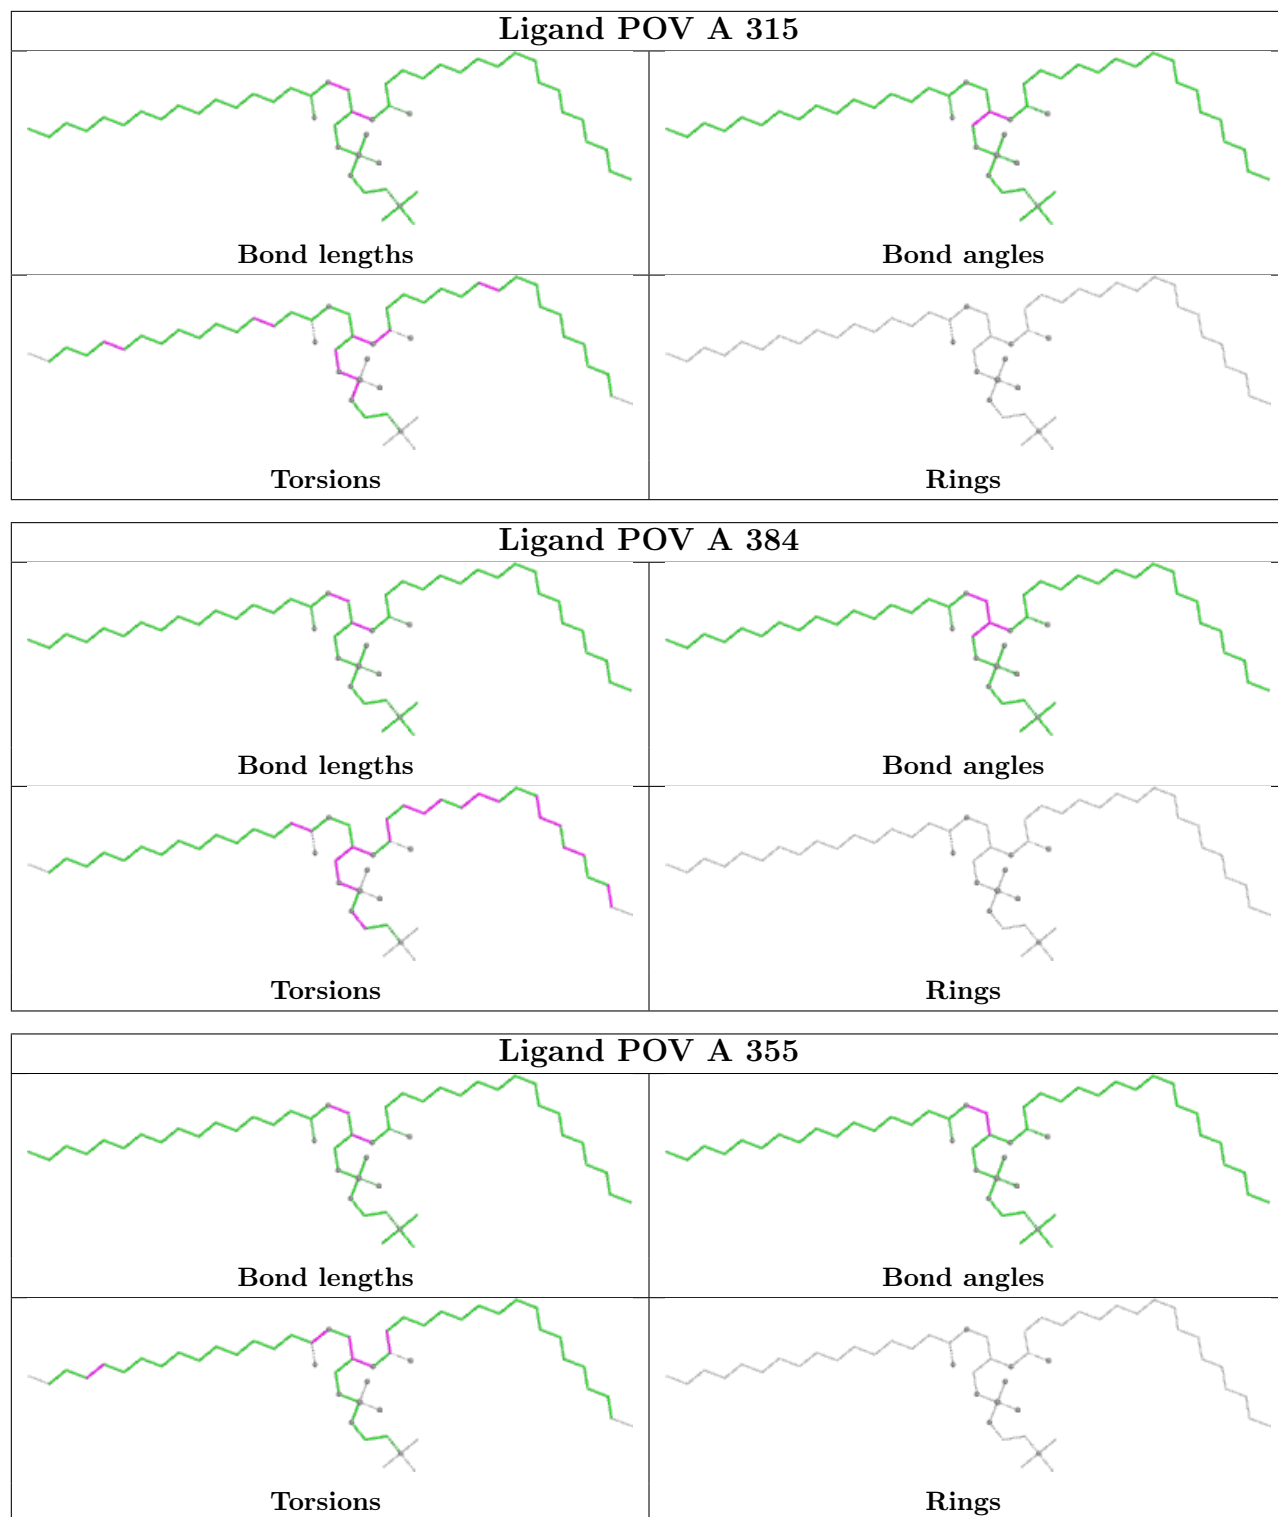 Ligand POV A 315
Bond lengths
Bond angles
Torsions
Rings
Ligand POV A 384
Bond lengths
Bond angles
Torsions
Rings
Ligand POV A 355
Bond lengths
Bond angles
Torsions
Rings